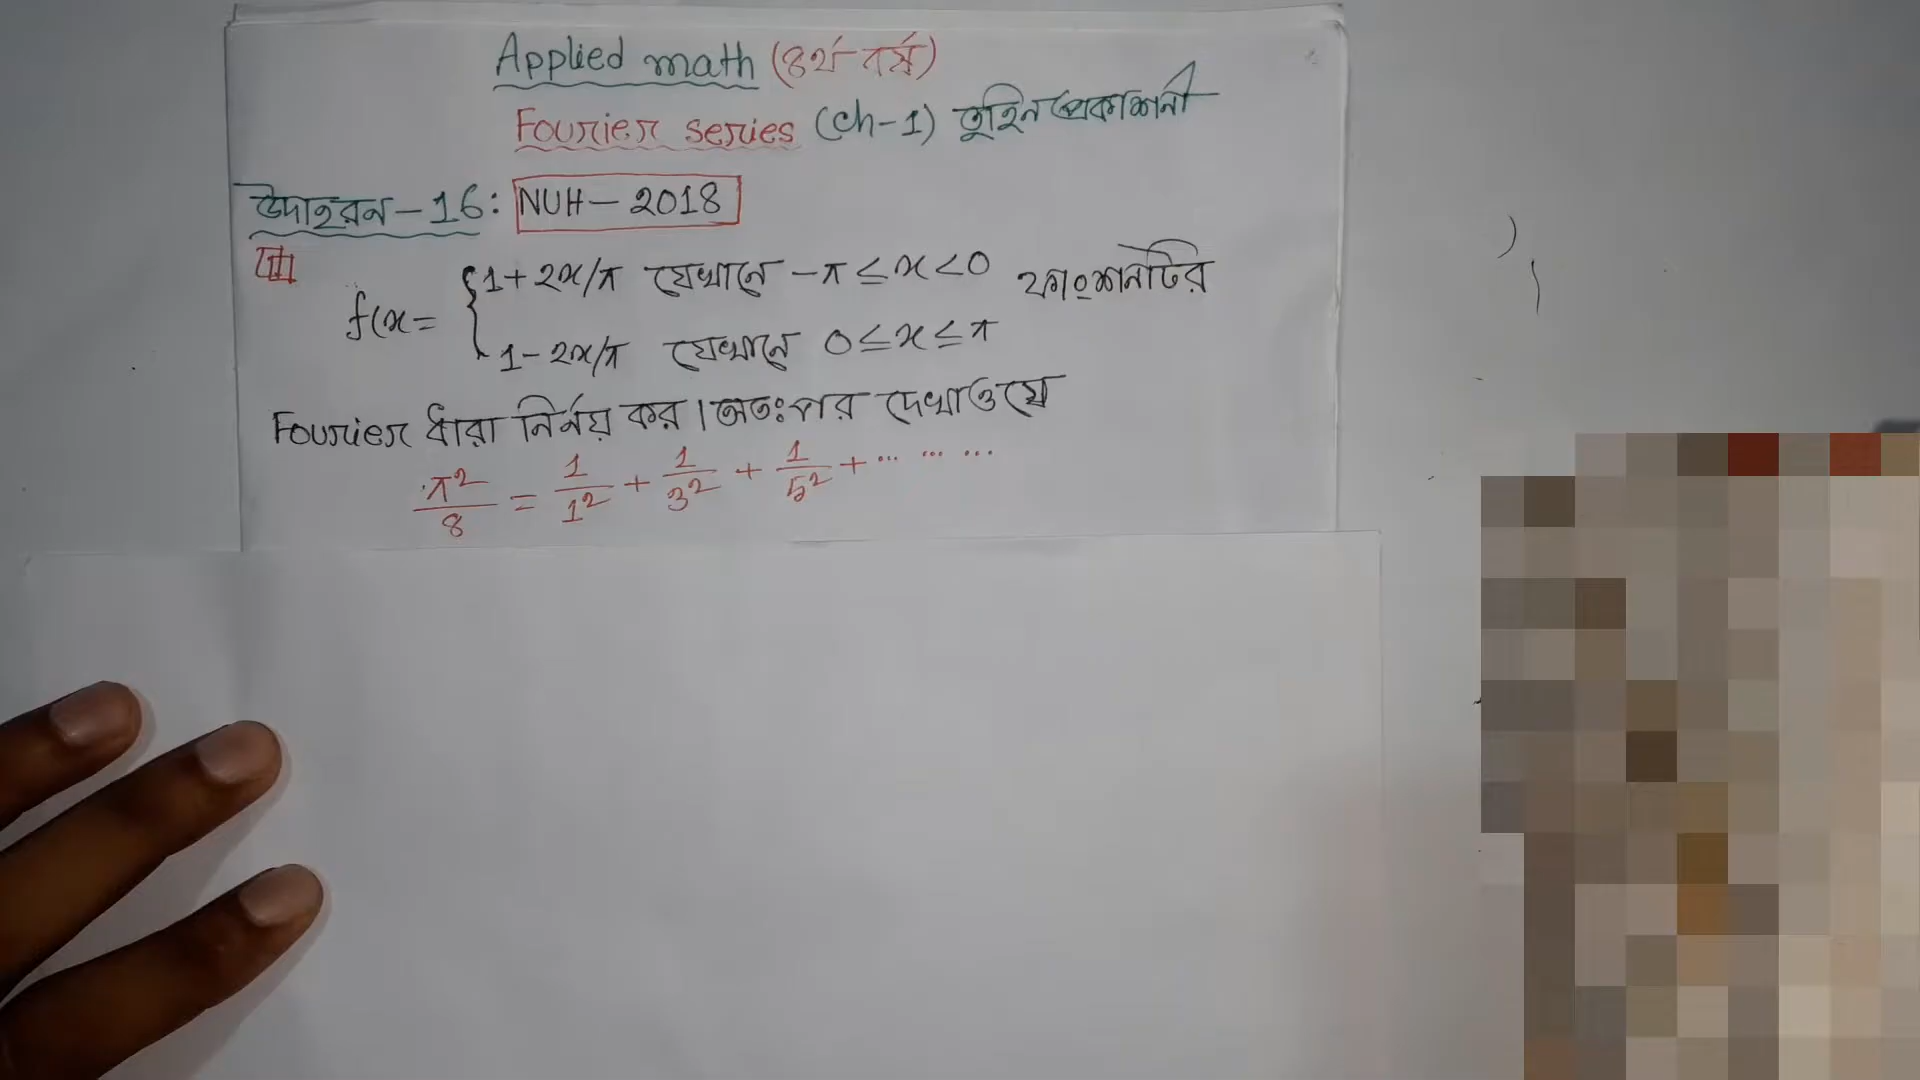 Applied math (৪র্থ বর্ষ)
Fourier series (Ch-1) তুহিন প্রকাশনী
উদাহরন-16: NUH-2018
f(x= { 1+2x/π যেখানে -π ≤ x < 0 ফাংশনটির
1-2x/π যেখানে 0 ≤ x ≤ π
Fourier ধারা নির্নয় কর। অতঃপর দেখাও যে
π²/8 = 1/1² + 1/3² + 1/5² + ... ... ...